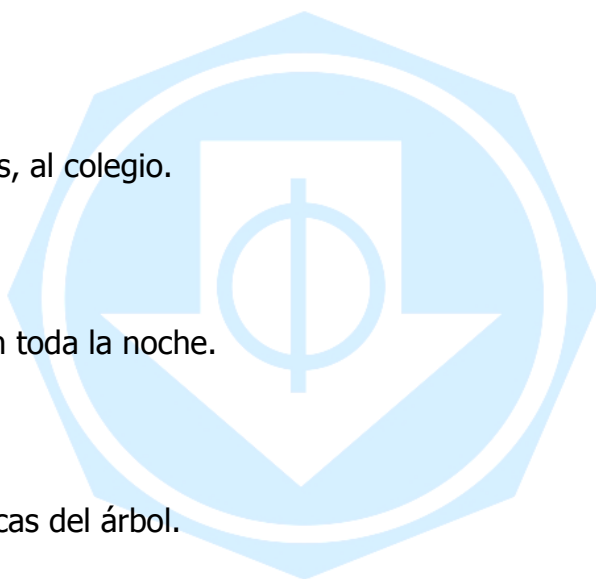 s, al colegio.
n toda la noche.
cas del árbol.